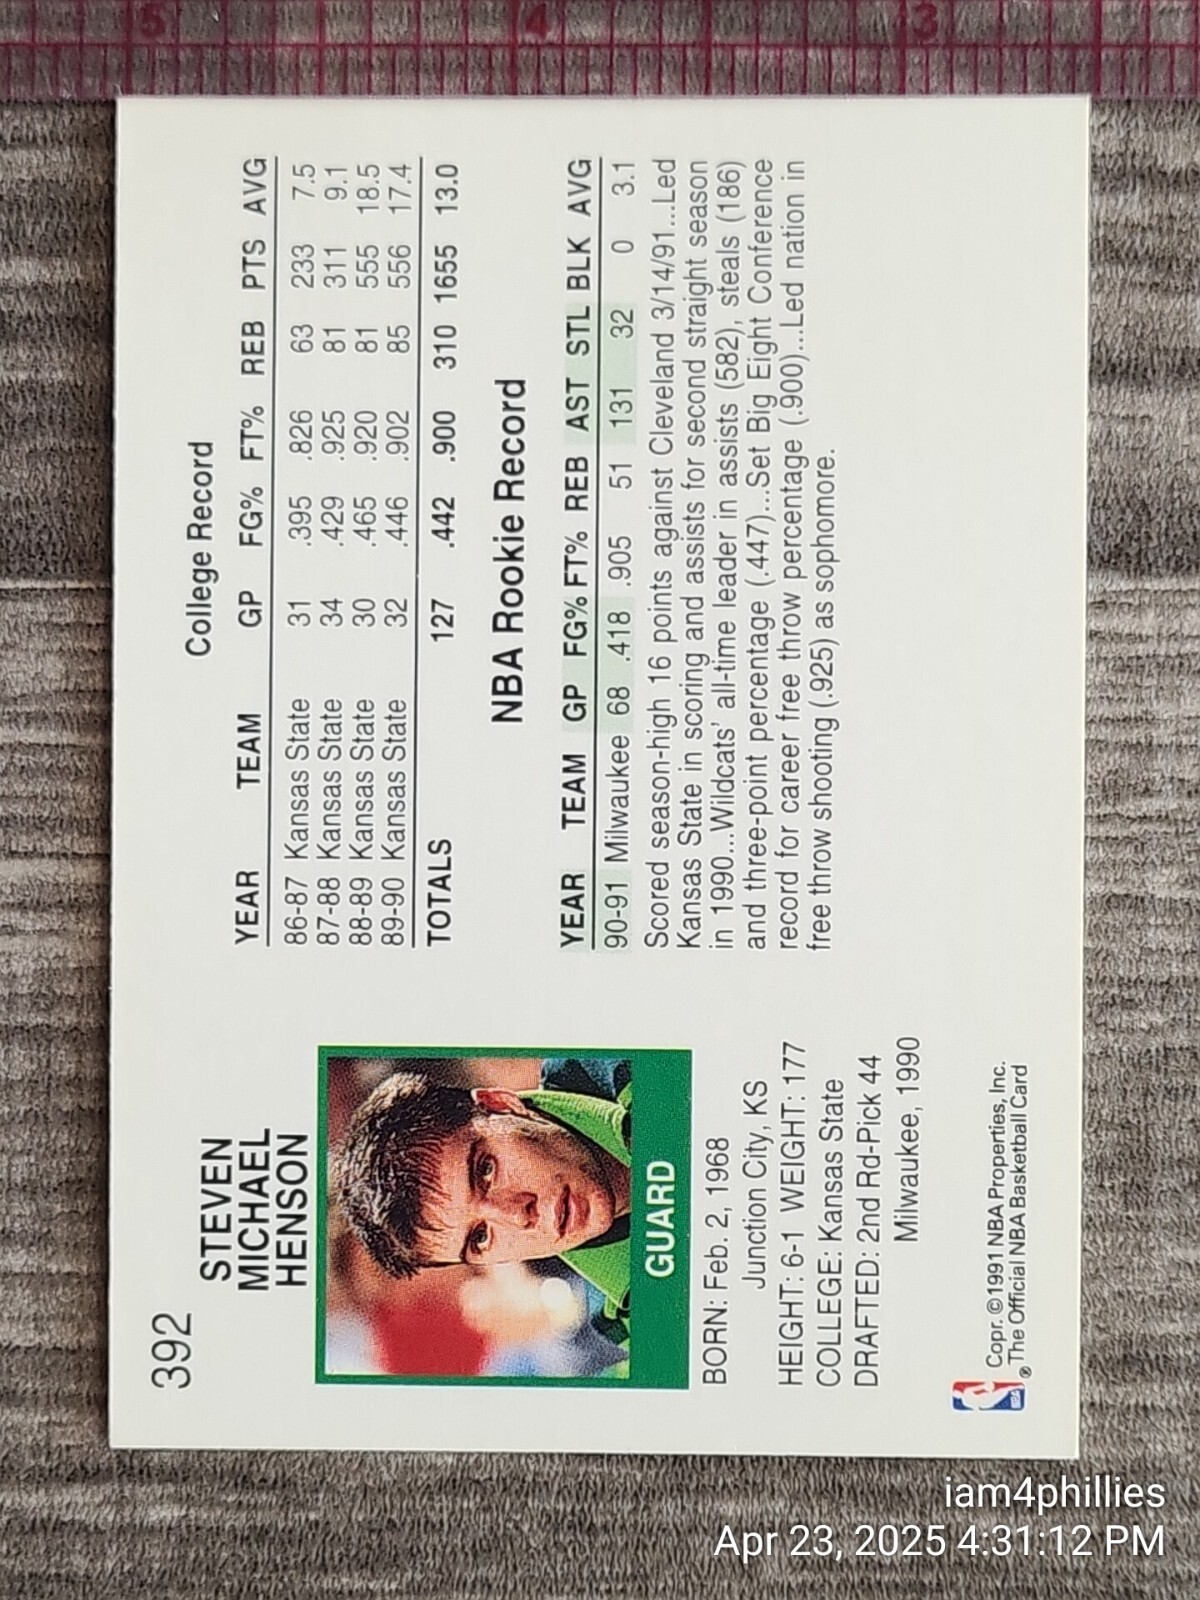 5 4 3
392
STEVEN
MICHAEL
HENSON
GUARD
BORN: Feb. 2, 1968
Junction City, KS
HEIGHT: 6-1 WEIGHT: 177
COLLEGE: Kansas State
DRAFTED: 2nd Rd-Pick 44
Milwaukee, 1990
NBA
Copr. ©1991 NBA Properties, Inc.
® The Official NBA Basketball Card
College Record
YEAR TEAM GP FG% FT% REB PTS AVG
86-87 Kansas State 31 .395 .826 63 233 7.5
87-88 Kansas State 34 .429 .925 81 311 9.1
88-89 Kansas State 30 .465 .920 81 555 18.5
89-90 Kansas State 32 .446 .902 85 556 17.4
TOTALS 127 .442 .900 310 1655 13.0
NBA Rookie Record
YEAR TEAM GP FG% FT% REB AST STL BLK AVG
90-91 Milwaukee 68 .418 .905 51 131 32 0 3.1
Scored season-high 16 points against Cleveland 3/14/91...Led
Kansas State in scoring and assists for second straight season
in 1990...Wildcats' all-time leader in assists (582), steals (186)
and three-point percentage (.447)...Set Big Eight Conference
record for career free throw percentage (.900)...Led nation in
free throw shooting (.925) as sophomore.
iam4phillies
Apr 23, 2025 4:31:12 PM